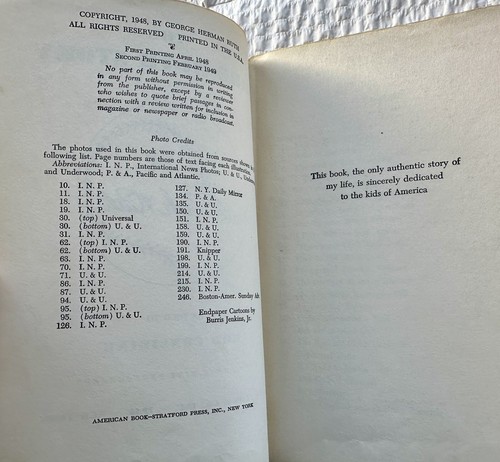 COPYRIGHT, 1948, BY GEORGE HERMAN RUTH
ALL RIGHTS RESERVED PRINTED IN THE U.S.A.
First Printing April 1948
Second Printing February 1949
No part of this book may be reproduced
in any form without permission in writing
from the publisher, except by a reviewer
who wishes to quote brief passages in con-
nection with a review written for inclusion in
magazine or newspaper or radio broadcast.
Photo Credits
The photos used in this book were obtained from sources shown in
following list. Page numbers are those of text facing each illustration.
Abbreviations: I. N. P., International News Photos; U. & U.,
and Underwood; P. & A., Pacific and Atlantic.
10. I. N. P.
11. I. N. P.
18. I. N. P.
19. I. N. P.
30. (top) Universal
30. (bottom) U. & U.
31. I. N. P.
62. (top) I. N. P.
62. (bottom) U. & U.
63. I. N. P.
70. I. N. P.
71. U. & U.
86. I. N. P.
87. U. & U.
94. U. & U.
95. (top) I. N. P.
95. (bottom) U. & U.
126. I. N. P.
127. N. Y. Daily Mirror
134. P. & A.
135. U. & U.
150. U. & U.
151. I. N. P.
158. U. & U.
159. U. & U.
190. I. N. P.
191. Knipper
198. U. & U.
199. I. N. P.
214. U. & U.
215. I. N. P.
230. I. N. P.
246. Boston-Amer. Sunday
Endpaper Cartoons by
Burris Jenkins, Jr.
AMERICAN BOOK–STRATFORD PRESS, INC., NEW YORK
This book, the only authentic story of
my life, is sincerely dedicated
to the kids of America